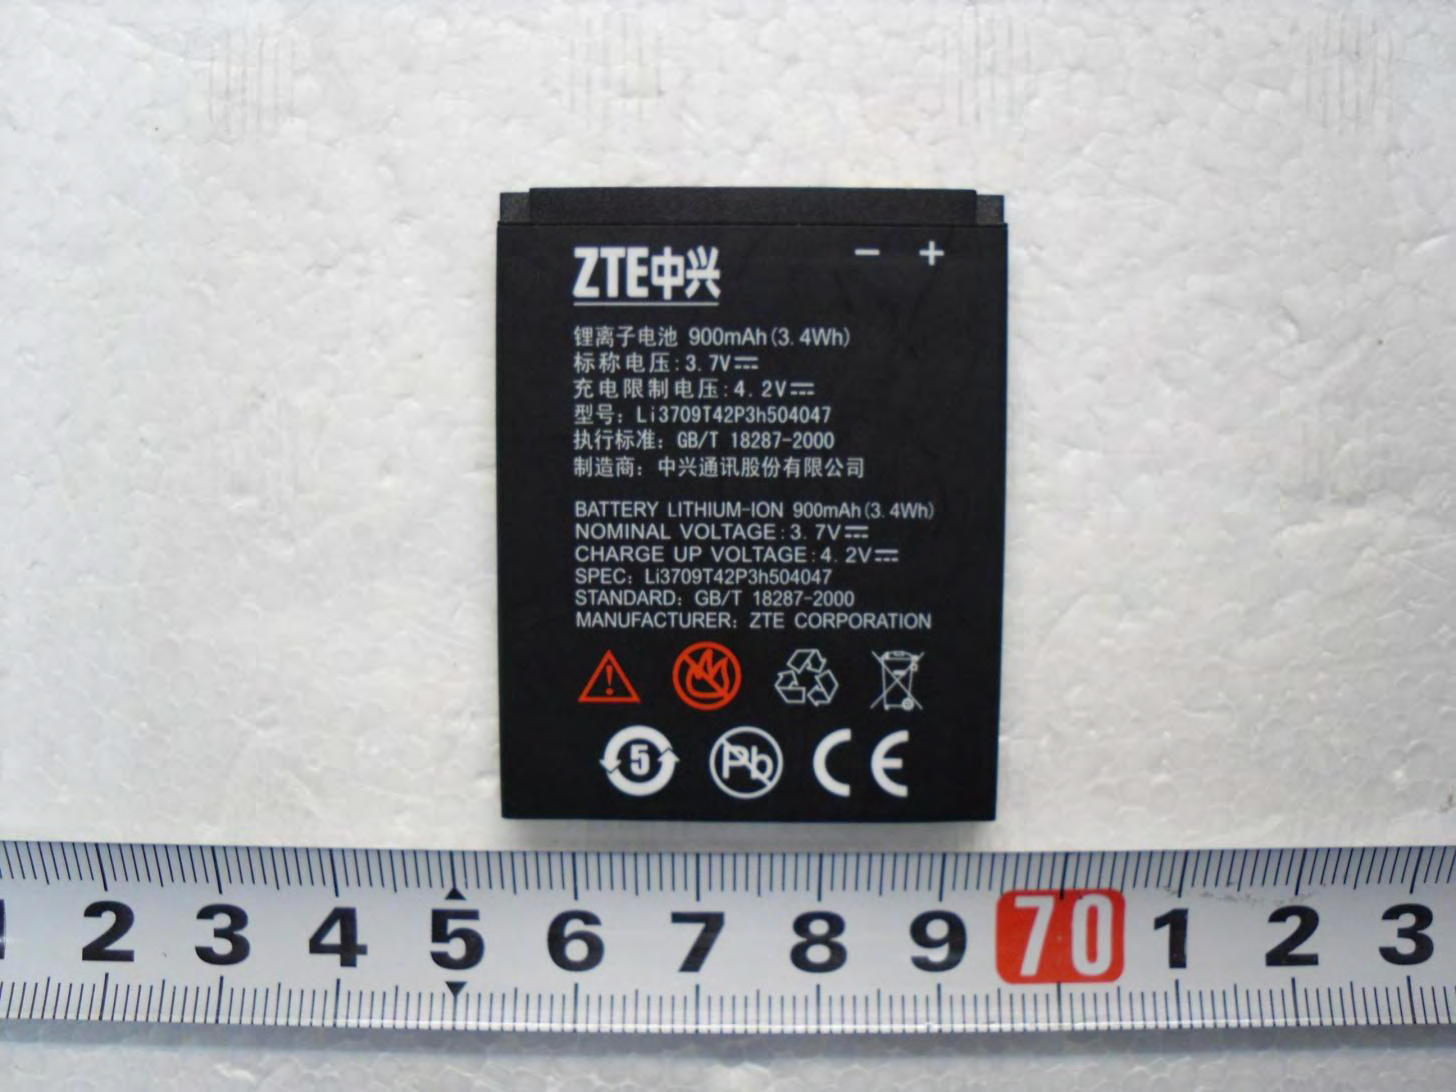 ZTE中兴
− +
锂离子电池 900mAh(3.4Wh)
标称电压:3.7V⎓
充电限制电压:4.2V⎓
型号: Li3709T42P3h504047
执行标准: GB/T 18287-2000
制造商: 中兴通讯股份有限公司
BATTERY LITHIUM-ION 900mAh(3.4Wh)
NOMINAL VOLTAGE:3.7V⎓
CHARGE UP VOLTAGE:4.2V⎓
SPEC: Li3709T42P3h504047
STANDARD: GB/T 18287-2000
MANUFACTURER: ZTE CORPORATION
5 Pb CE
1 2 3 4 5 6 7 8 9 70 1 2 3